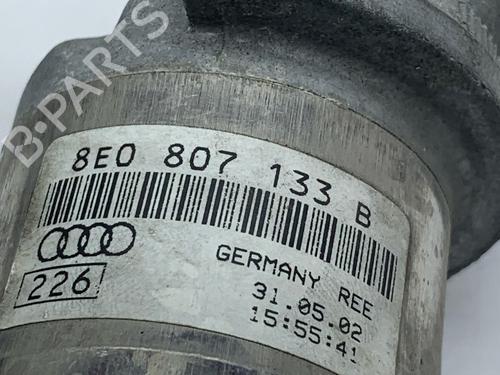 B-PARTS
8E0 807 133 B
GERMANY REE
226
31.05.02
15:55:41